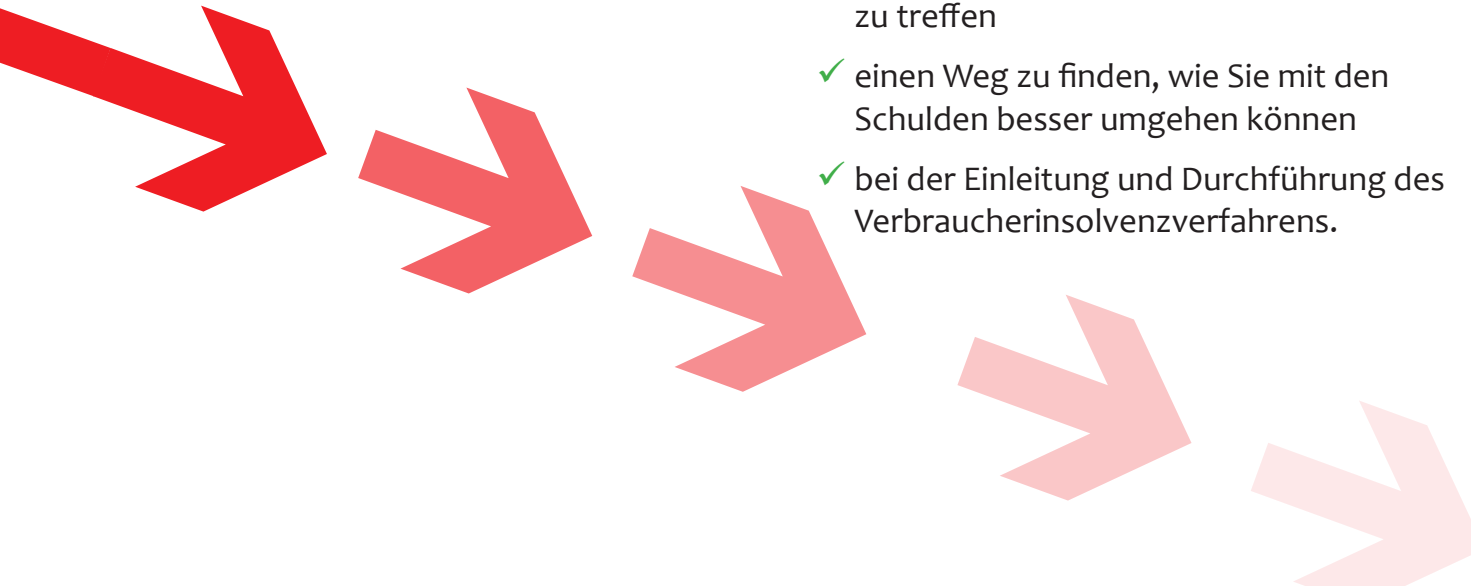 zu treffen
✓ einen Weg zu finden, wie Sie mit den
Schulden besser umgehen können
✓ bei der Einleitung und Durchführung des
Verbraucherinsolvenzverfahrens.